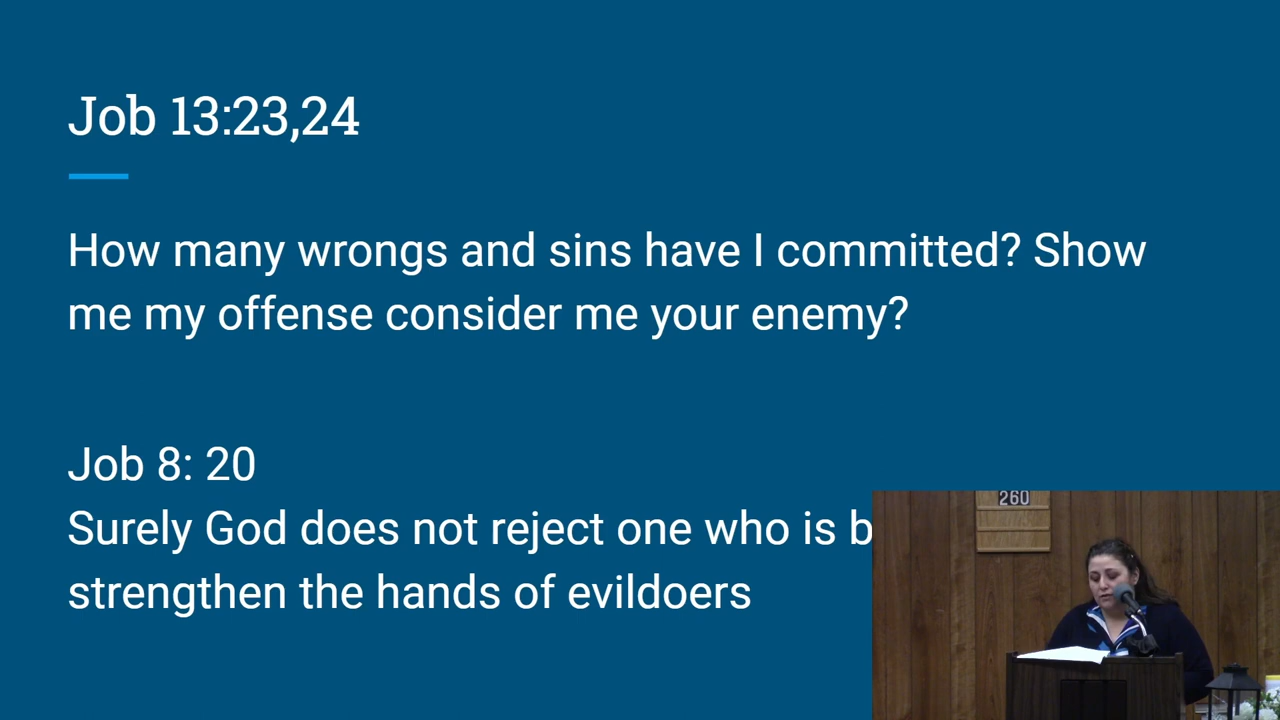 Job 13:23,24
How many wrongs and sins have I committed? Show
me my offense consider me your enemy?
Job 8: 20
Surely God does not reject one who is
strengthen the hands of evildoers
260